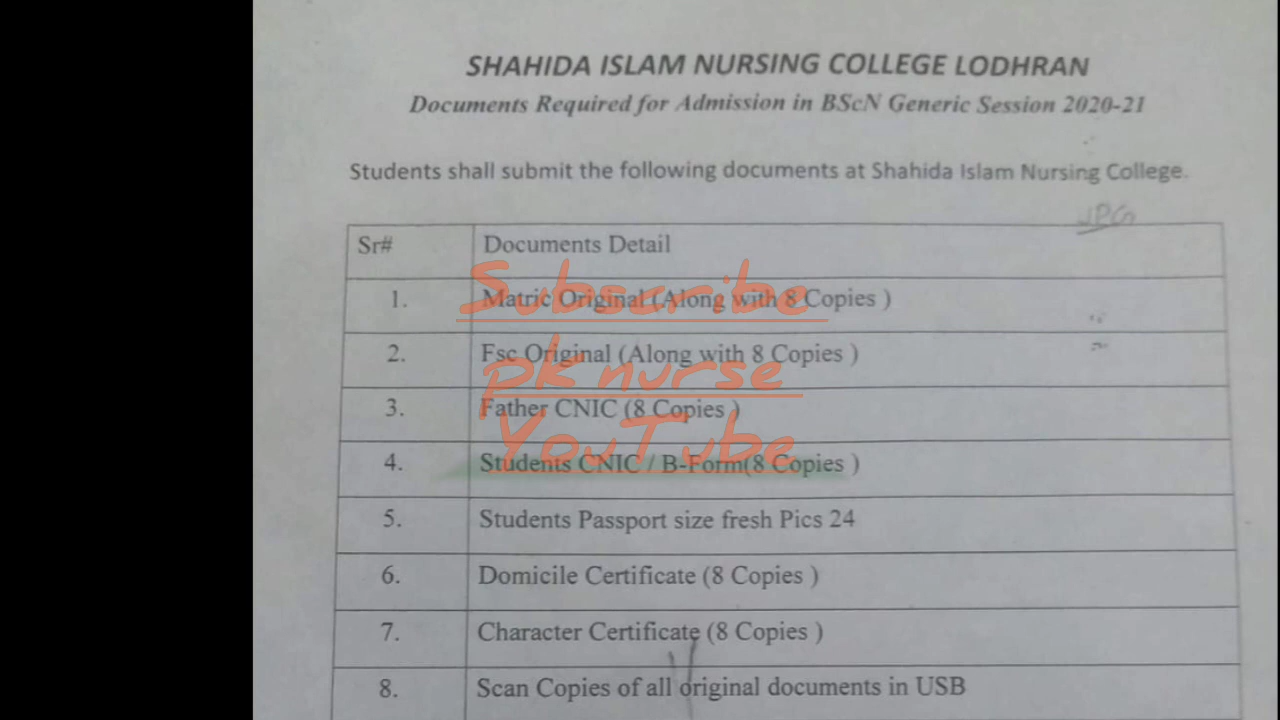 SHAHIDA ISLAM NURSING COLLEGE LODHRAN
Documents Required for Admission in BScN Generic Session 2020-21
Students shall submit the following documents at Shahida Islam Nursing College.
JPG
Sr# Documents Detail
1. Matric Original (Along with 8 Copies )
2. Fsc Original (Along with 8 Copies )
3. Father CNIC (8 Copies )
4. Students CNIC / B-Form(8 Copies )
5. Students Passport size fresh Pics 24
6. Domicile Certificate (8 Copies )
7. Character Certificate (8 Copies )
8. Scan Copies of all original documents in USB
Subscribe
pk nurse
YouTube